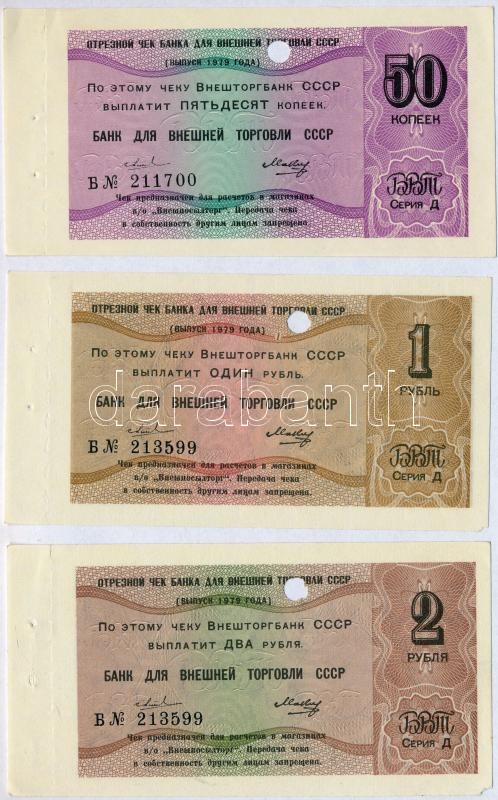 ОТРЕЗНОЙ ЧЕК БАНКА ДЛЯ ВНЕШНЕЙ ТОРГОВЛИ СССР
(ВЫПУСК 1979 ГОДА)
ПО ЭТОМУ ЧЕКУ ВНЕШТОРГБАНК СССР
ВЫПЛАТИТ ПЯТЬДЕСЯТ КОПЕЕК.
БАНК ДЛЯ ВНЕШНЕЙ ТОРГОВЛИ СССР
Б № 211700
Чек предназначен для расчетов в магазинах
в/о „Внешпосылторг". Передача чека
в собственность другим лицам запрещена.
50
КОПЕЕК
БВТ
СЕРИЯ Д
ОТРЕЗНОЙ ЧЕК БАНКА ДЛЯ ВНЕШНЕЙ ТОРГОВЛИ СССР
(ВЫПУСК 1979 ГОДА)
ПО ЭТОМУ ЧЕКУ ВНЕШТОРГБАНК СССР
ВЫПЛАТИТ ОДИН РУБЛЬ.
БАНК ДЛЯ ВНЕШНЕЙ ТОРГОВЛИ СССР
Б № 213599
Чек предназначен для расчетов в магазинах
в/о „Внешпосылторг". Передача чека
в собственность другим лицам запрещена.
1
РУБЛЬ
БВТ
СЕРИЯ Д
darabanth
ОТРЕЗНОЙ ЧЕК БАНКА ДЛЯ ВНЕШНЕЙ ТОРГОВЛИ СССР
(ВЫПУСК 1979 ГОДА)
ПО ЭТОМУ ЧЕКУ ВНЕШТОРГБАНК СССР
ВЫПЛАТИТ ДВА РУБЛЯ.
БАНК ДЛЯ ВНЕШНЕЙ ТОРГОВЛИ СССР
Б № 213599
Чек предназначен для расчетов в магазинах
в/о „Внешпосылторг". Передача чека
в собственность другим лицам запрещена.
2
РУБЛЯ
БВТ
СЕРИЯ Д